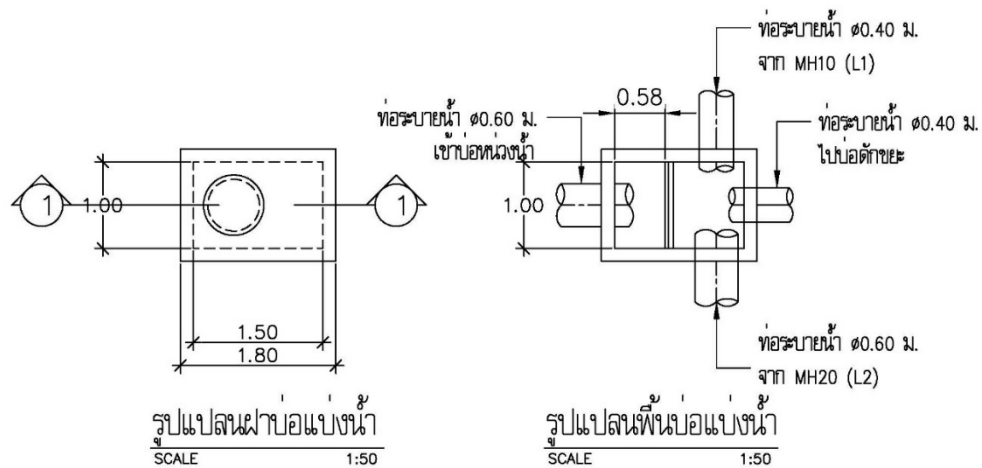 ท่อระบายน้ำ ø0.40 ม.
จาก MH10 (L1)
0.58
ท่อระบายน้ำ ø0.60 ม.
เข้าบ่อหน่วงน้ำ
ท่อระบายน้ำ ø0.40 ม.
ไปบ่อดักขยะ
1
1.00
1
1.00
1.50
1.80
ท่อระบายน้ำ ø0.60 ม.
จาก MH20 (L2)
รูปแปลนฝาบ่อแบ่งน้ำ
SCALE 1:50
รูปแปลนพื้นบ่อแบ่งน้ำ
SCALE 1:50